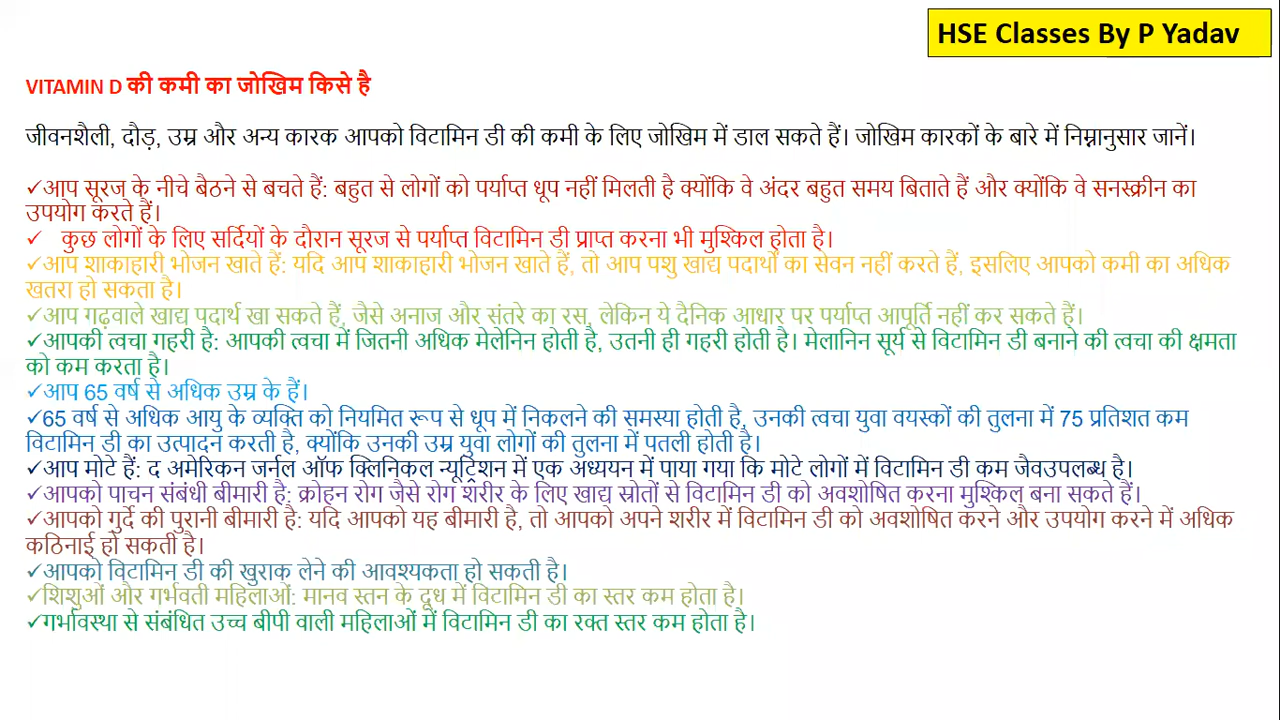 HSE Classes By P Yadav
VITAMIN D की कमी का जोखिम किसे है
जीवनशैली, दौड़, उम्र और अन्य कारक आपको विटामिन डी की कमी के लिए जोखिम में डाल सकते हैं। जोखिम कारकों के बारे में निम्नानुसार जानें।
✓आप सूरज के नीचे बैठने से बचते हैं: बहुत से लोगों को पर्याप्त धूप नहीं मिलती है क्योंकि वे अंदर बहुत समय बिताते हैं और क्योंकि वे सनस्क्रीन का
उपयोग करते हैं।
✓ कुछ लोगों के लिए सर्दियों के दौरान सूरज से पर्याप्त विटामिन डी प्राप्त करना भी मुश्किल होता है।
✓आप शाकाहारी भोजन खाते हैं: यदि आप शाकाहारी भोजन खाते हैं, तो आप पशु खाद्य पदार्थों का सेवन नहीं करते हैं, इसलिए आपको कमी का अधिक
खतरा हो सकता है।
✓आप गढ़वाले खाद्य पदार्थ खा सकते हैं, जैसे अनाज और संतरे का रस, लेकिन ये दैनिक आधार पर पर्याप्त आपूर्ति नहीं कर सकते हैं।
✓आपकी त्वचा गहरी है: आपकी त्वचा में जितनी अधिक मेलेनिन होती है, उतनी ही गहरी होती है। मेलानिन सूर्य से विटामिन डी बनाने की त्वचा की क्षमता
को कम करता है।
✓आप 65 वर्ष से अधिक उम्र के हैं।
✓65 वर्ष से अधिक आयु के व्यक्ति को नियमित रूप से धूप में निकलने की समस्या होती है, उनकी त्वचा युवा वयस्कों की तुलना में 75 प्रतिशत कम
विटामिन डी का उत्पादन करती है, क्योंकि उनकी उम्र युवा लोगों की तुलना में पतली होती है।
✓आप मोटे हैं: द अमेरिकन जर्नल ऑफ क्लिनिकल न्यूट्रिशन में एक अध्ययन में पाया गया कि मोटे लोगों में विटामिन डी कम जैवउपलब्ध है।
✓आपको पाचन संबंधी बीमारी है: क्रोहन रोग जैसे रोग शरीर के लिए खाद्य स्रोतों से विटामिन डी को अवशोषित करना मुश्किल बना सकते हैं।
✓आपको गुर्दे की पुरानी बीमारी है: यदि आपको यह बीमारी है, तो आपको अपने शरीर में विटामिन डी को अवशोषित करने और उपयोग करने में अधिक
कठिनाई हो सकती है।
✓आपको विटामिन डी की खुराक लेने की आवश्यकता हो सकती है।
✓शिशुओं और गर्भवती महिलाओं: मानव स्तन के दूध में विटामिन डी का स्तर कम होता है।
✓गर्भावस्था से संबंधित उच्च बीपी वाली महिलाओं में विटामिन डी का रक्त स्तर कम होता है।